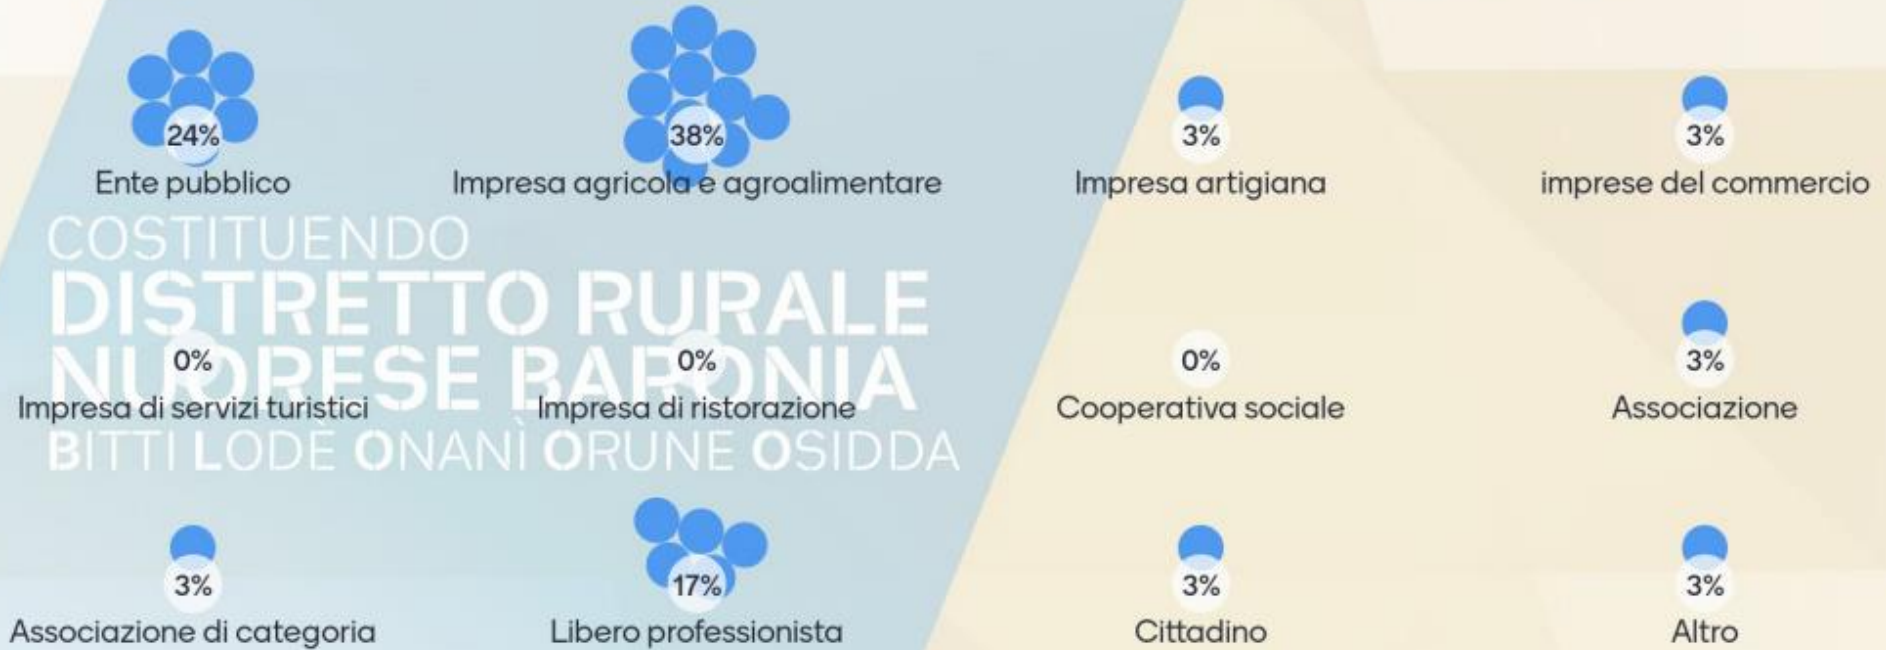 24% 38% 3% 3%
Ente pubblico Impresa agricola e agroalimentare Impresa artigiana imprese del commercio
COSTITUENDO
DISTRETTO RURALE
NUORESE BARONIA
0% 0% 0% 3%
Impresa di servizi turistici Impresa di ristorazione Cooperativa sociale Associazione
BITTI LODÈ ONANÌ ORUNE OSIDDA
3% 17% 3% 3%
Associazione di categoria Libero professionista Cittadino Altro